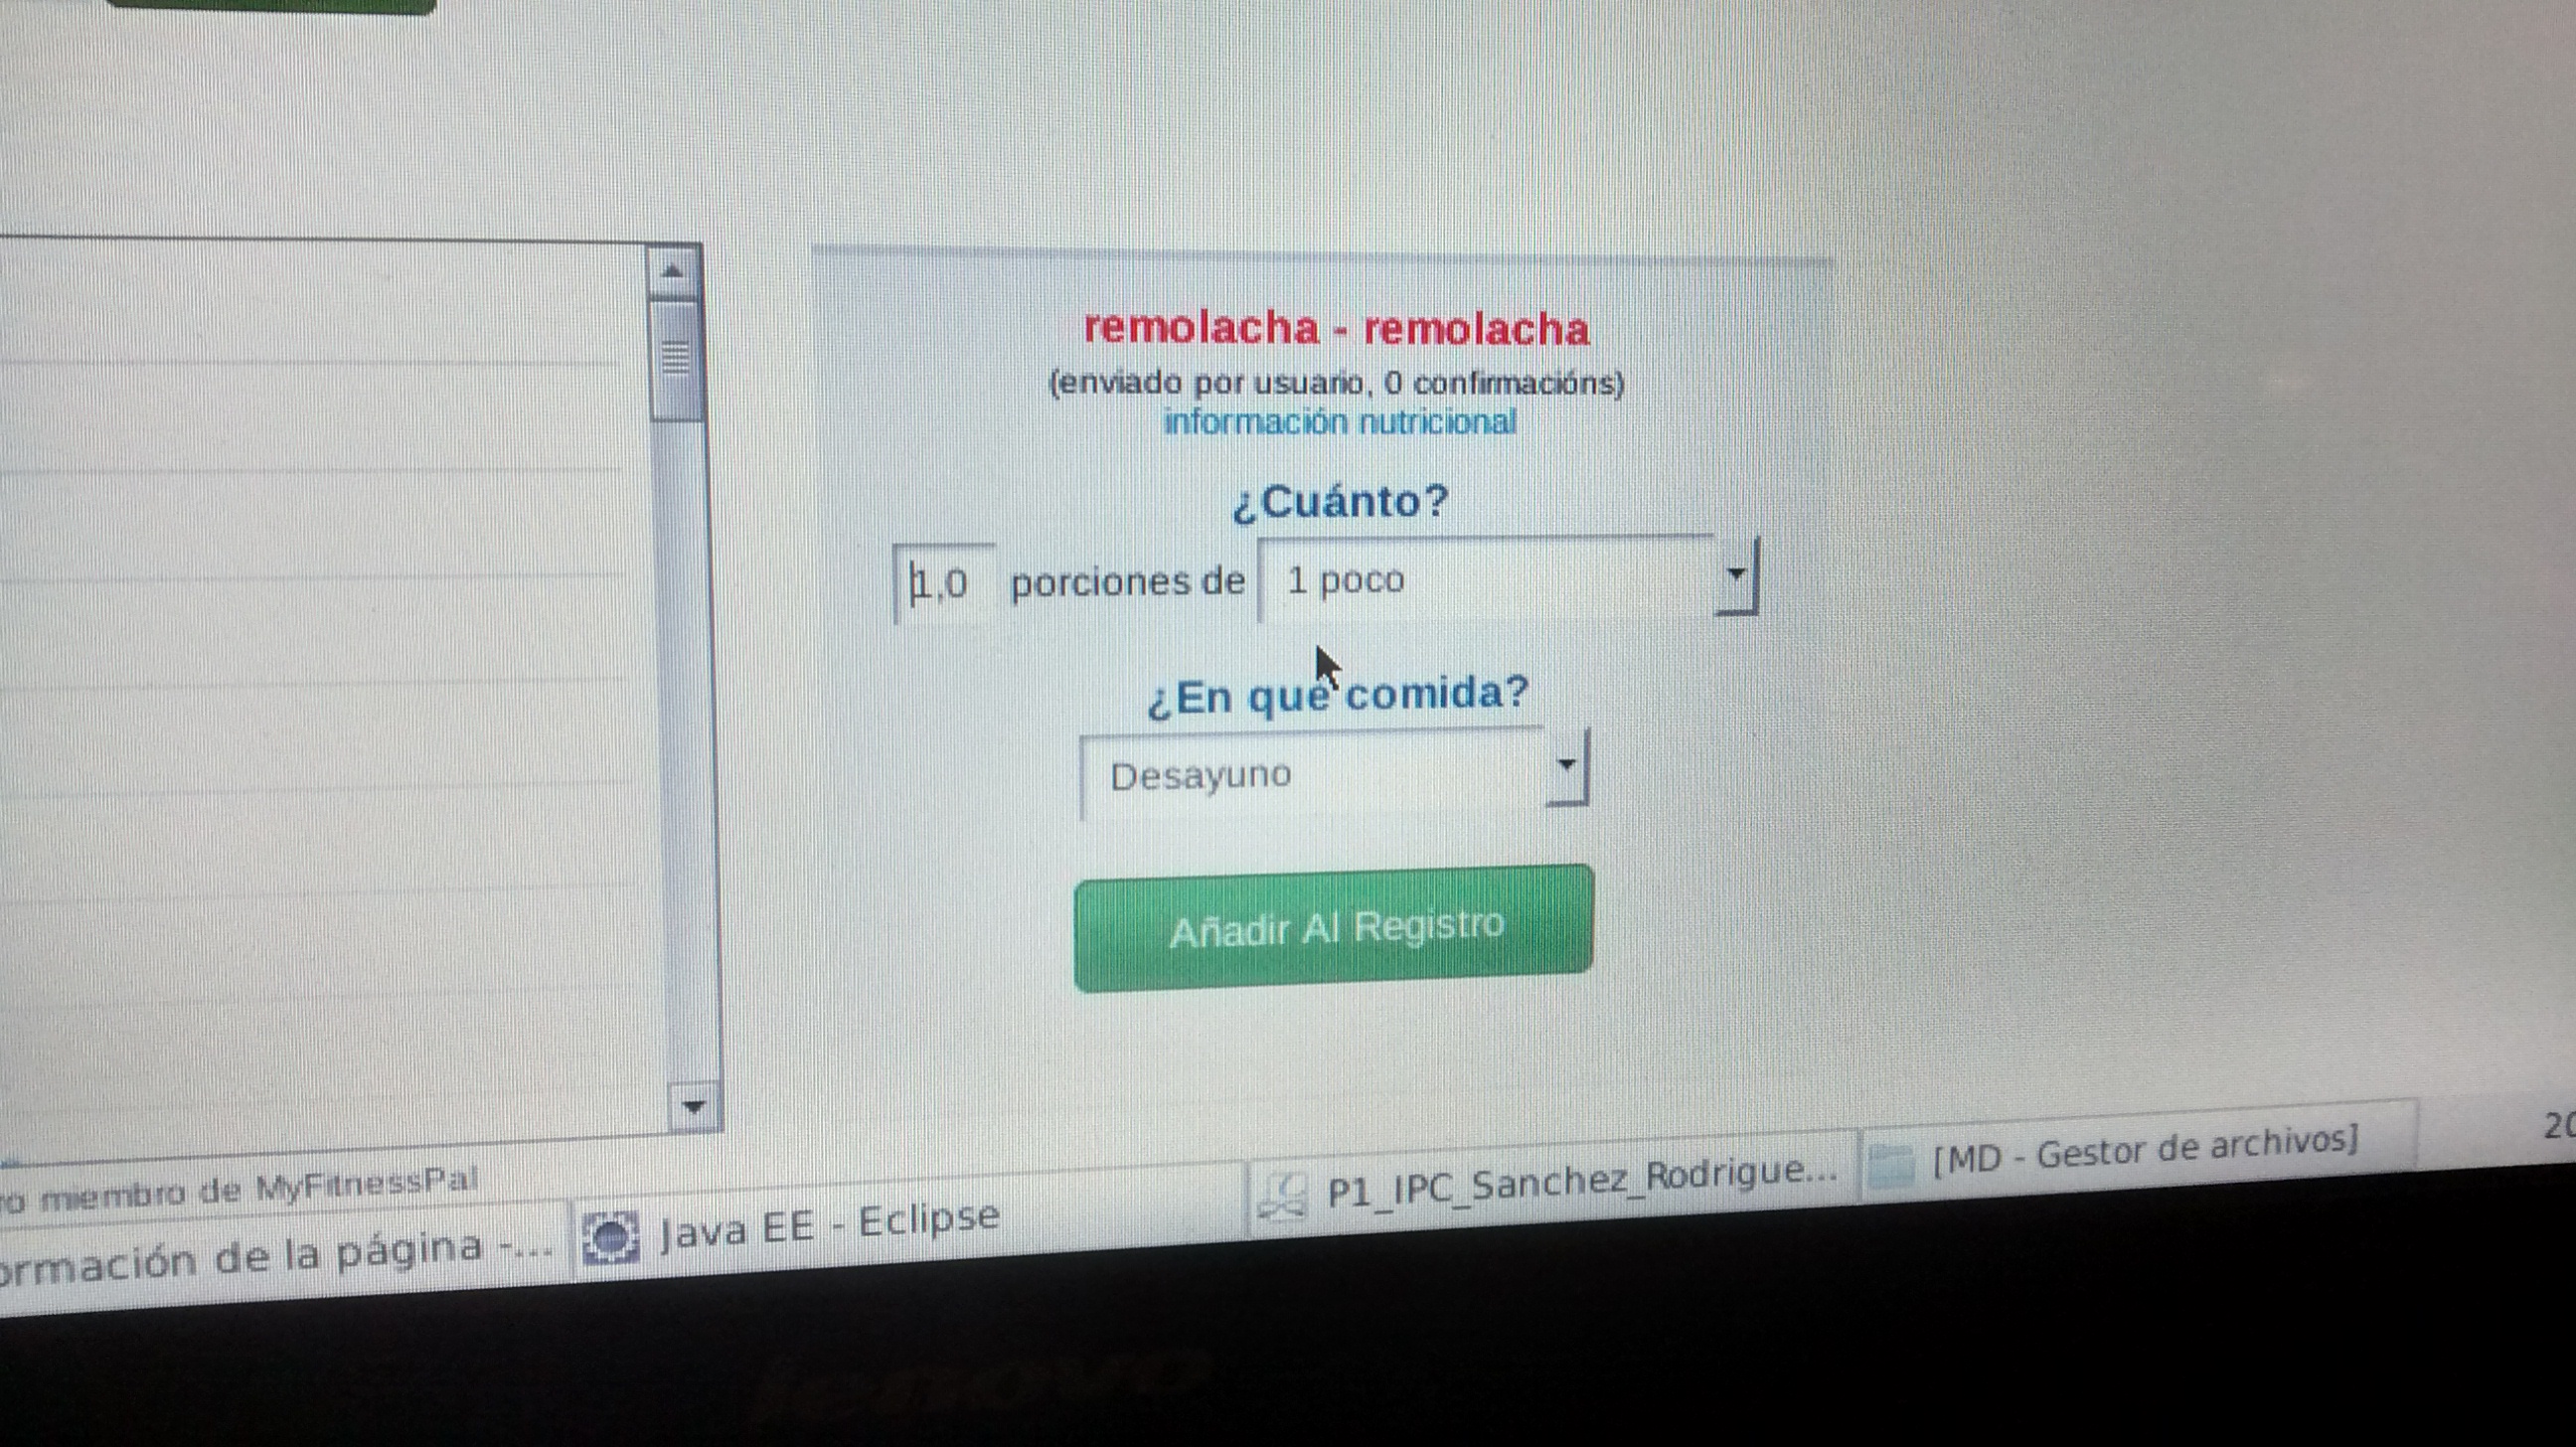 remolacha - remolacha
(enviado por usuario, 0 confirmacións)
información nutricional
¿Cuánto?
1,0 porciones de 1 poco
¿En qué comida?
Desayuno
Añadir Al Registro
miembro de MyFitnessPal
ormación de la página -...
Java EE - Eclipse
P1_IPC_Sanchez_Rodrigue...
[MD - Gestor de archivos]
20
lenovo